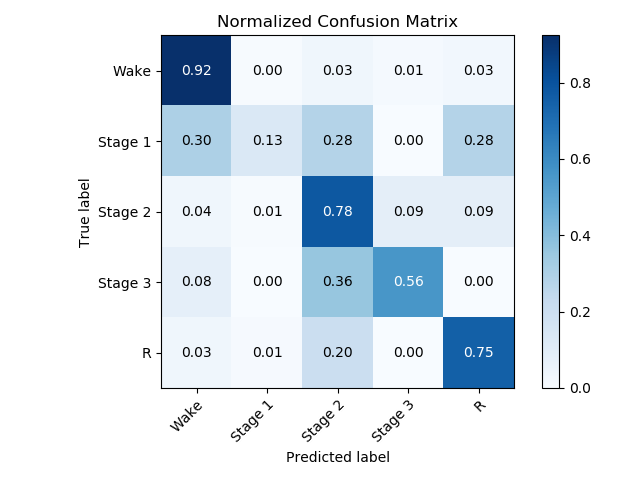 Normalized Confusion Matrix
True label
Wake 0.92 0.00 0.03 0.01 0.03
Stage 1 0.30 0.13 0.28 0.00 0.28
Stage 2 0.04 0.01 0.78 0.09 0.09
Stage 3 0.08 0.00 0.36 0.56 0.00
R 0.03 0.01 0.20 0.00 0.75
Wake Stage 1 Stage 2 Stage 3 R
Predicted label
0.8
0.6
0.4
0.2
0.0